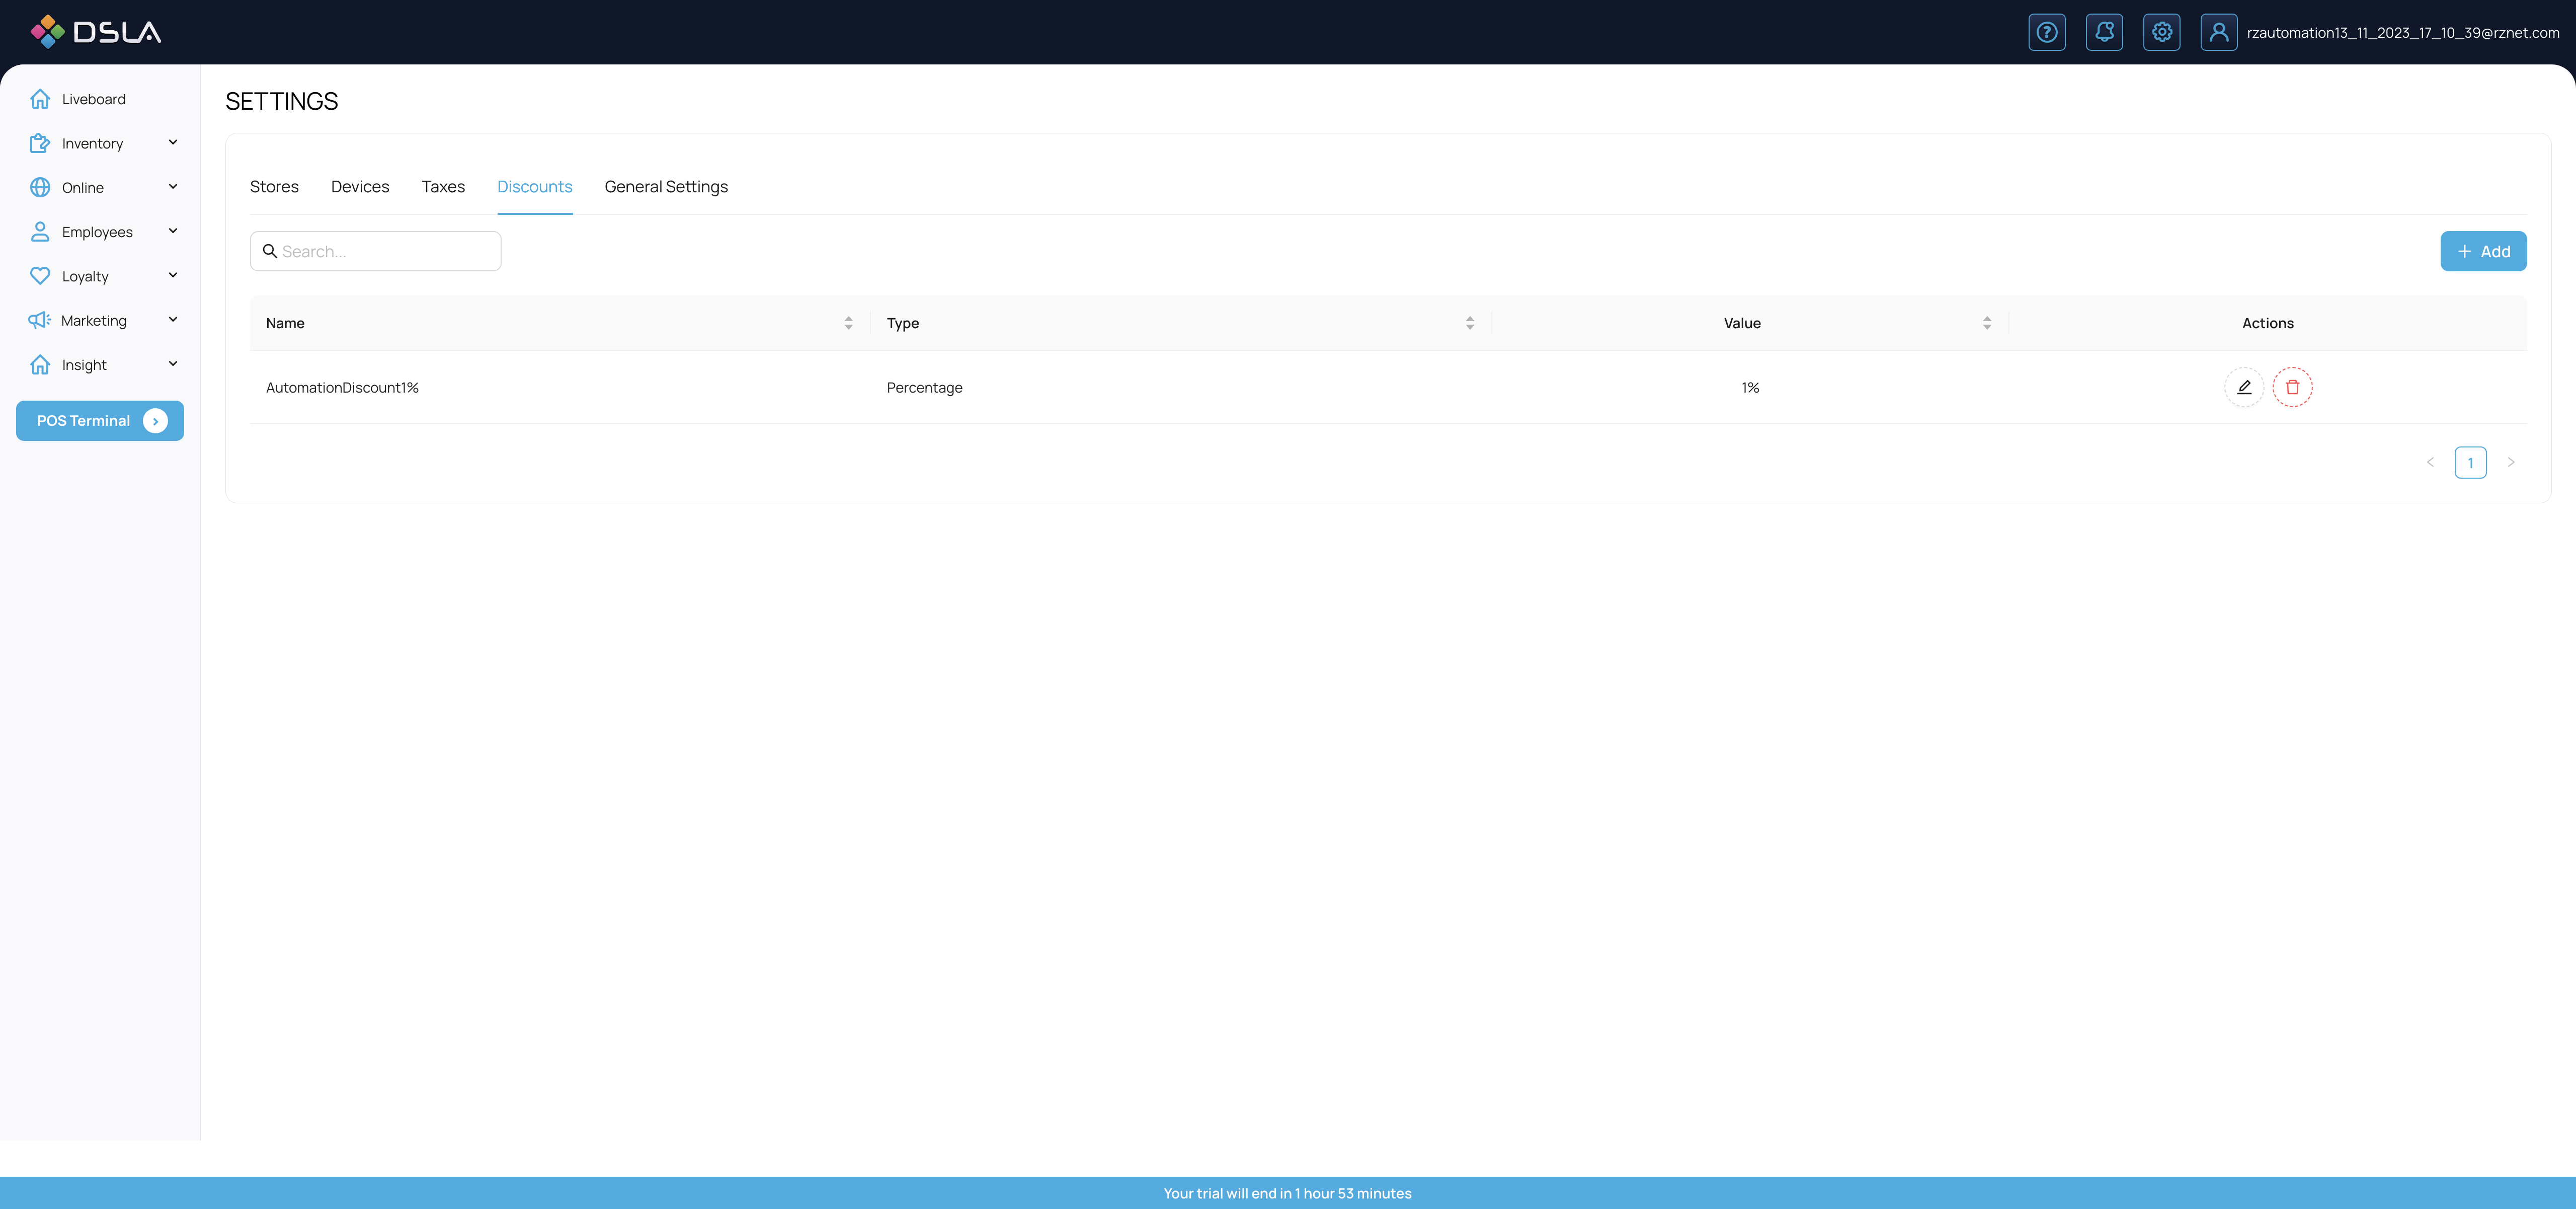 DSLA
rzautomation13_11_2023_17_10_39@rznet.com
Liveboard
Inventory
Online
Employees
Loyalty
Marketing
Insight
POS Terminal
SETTINGS
Stores Devices Taxes Discounts General Settings
Search...
+ Add
Name Type Value Actions
AutomationDiscount1% Percentage 1%
< 1 >
Your trial will end in 1 hour 53 minutes